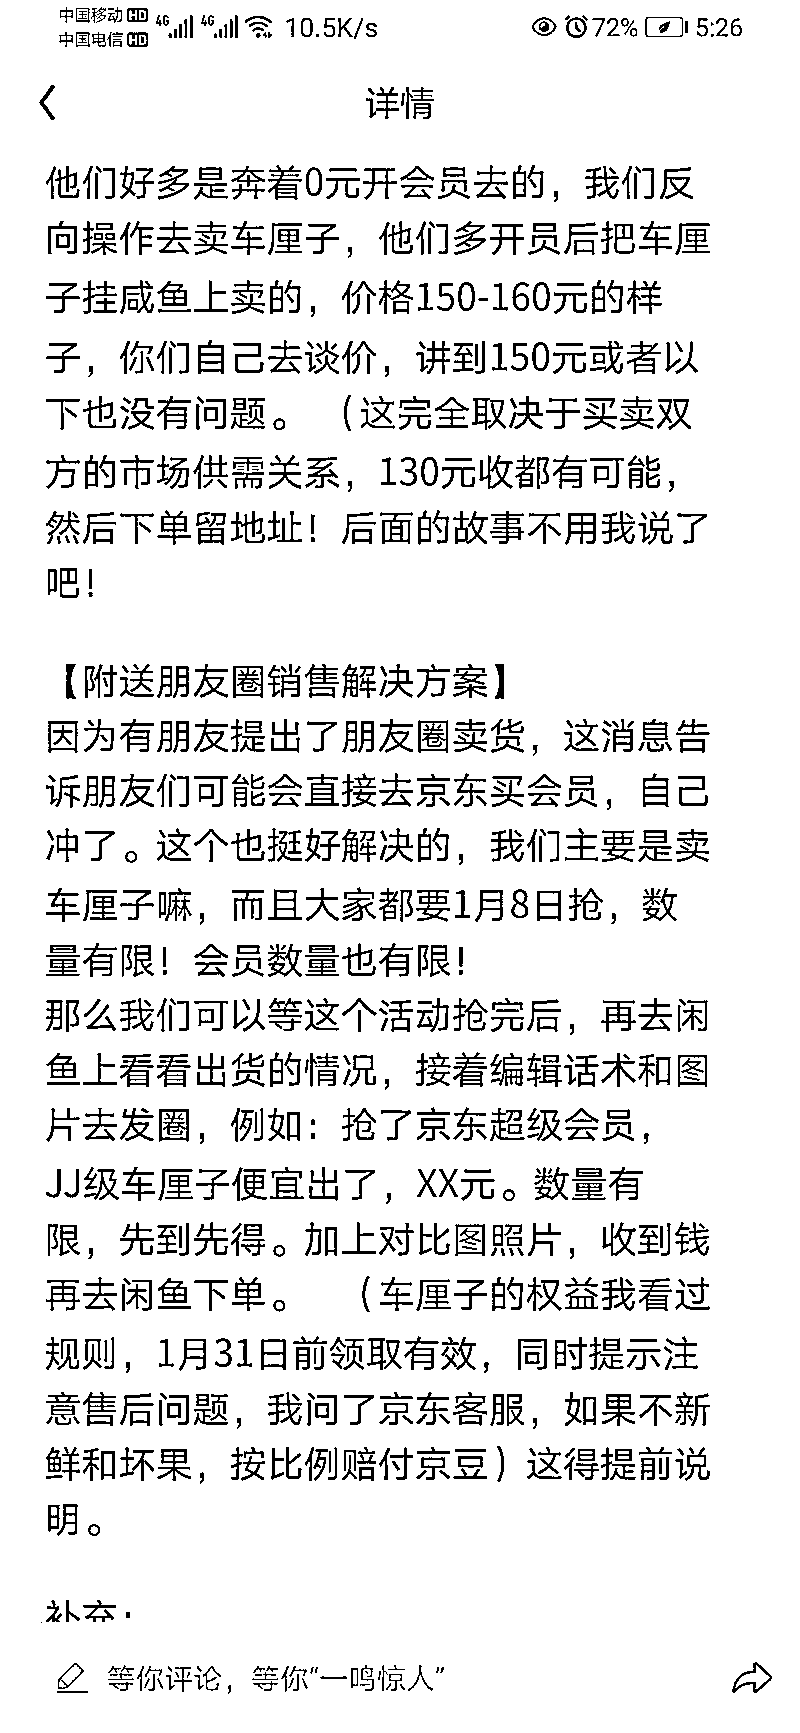 中国移动 HD 4G 4G 10.5K/s 72% 5:26
中国电信 HD
详情
他们好多是奔着0元开会员去的，我们反
向操作去卖车厘子，他们多开员后把车厘
子挂咸鱼上卖的，价格150-160元的样
子，你们自己去谈价，讲到150元或者以
下也没有问题。（这完全取决于买卖双
方的市场供需关系，130元收都有可能，
然后下单留地址！后面的故事不用我说了
吧！
【附送朋友圈销售解决方案】
因为有朋友提出了朋友圈卖货，这消息告
诉朋友们可能会直接去京东买会员，自己
冲了。这个也挺好解决的，我们主要是卖
车厘子嘛，而且大家都要1月8日抢，数
量有限！会员数量也有限！
那么我们可以等这个活动抢完后，再去闲
鱼上看看出货的情况，接着编辑话术和图
片去发圈，例如：抢了京东超级会员，
JJ级车厘子便宜出了，XX元。数量有
限，先到先得。加上对比图照片，收到钱
再去闲鱼下单。（车厘子的权益我看过
规则，1月31日前领取有效，同时提示注
意售后问题，我问了京东客服，如果不新
鲜和坏果，按比例赔付京豆）这得提前说
明。
补充：
等你评论，等你“一鸣惊人”